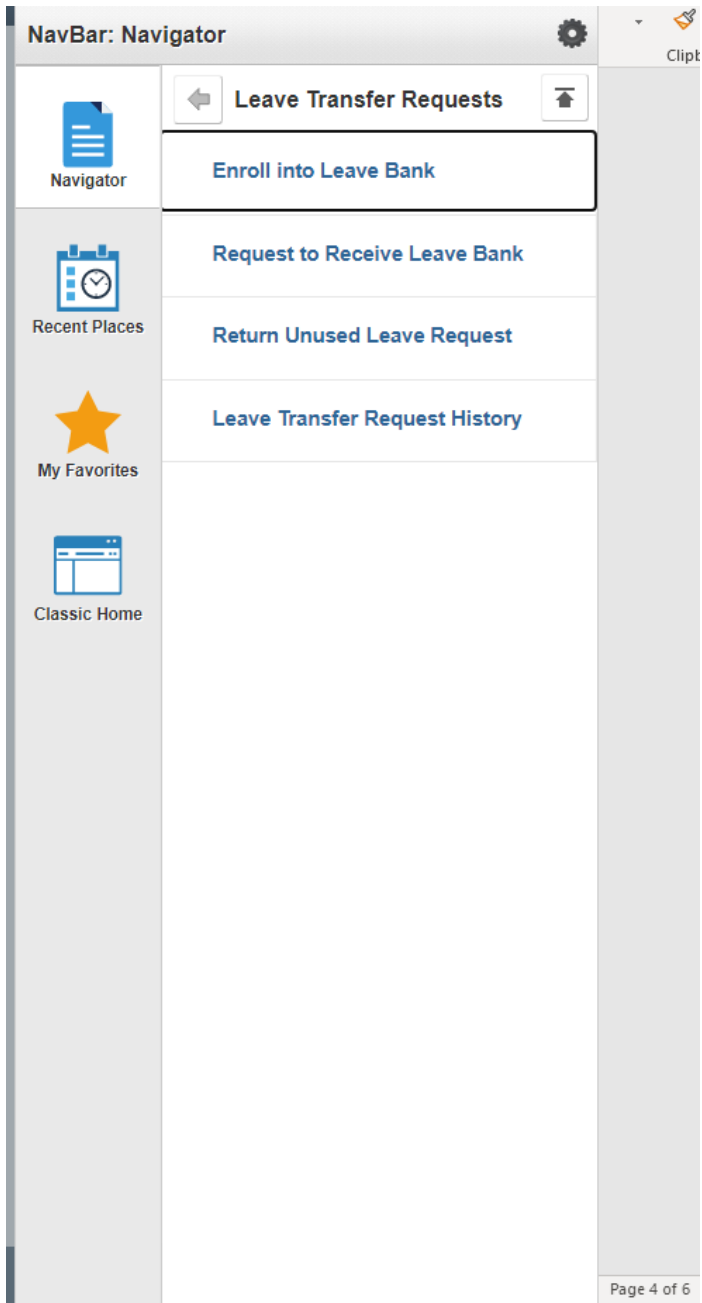 NavBar: Navigator
Leave Transfer Requests
Navigator
Enroll into Leave Bank
Request to Receive Leave Bank
Recent Places
Return Unused Leave Request
Leave Transfer Request History
My Favorites
Classic Home
Page 4 of 6